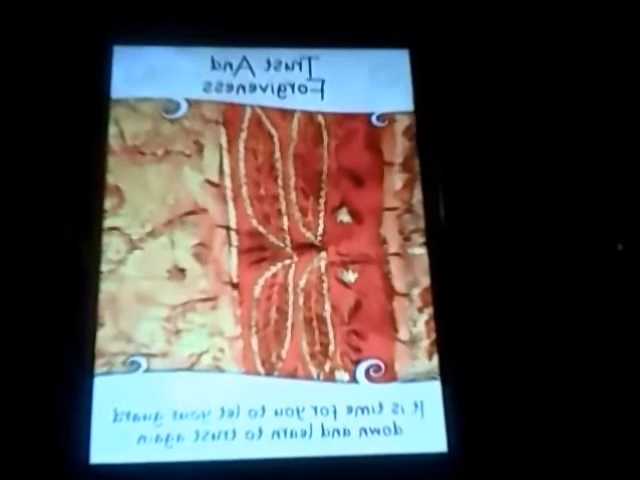 Trust And
Forgiveness
It is time for you to let your guard
down and learn to trust again